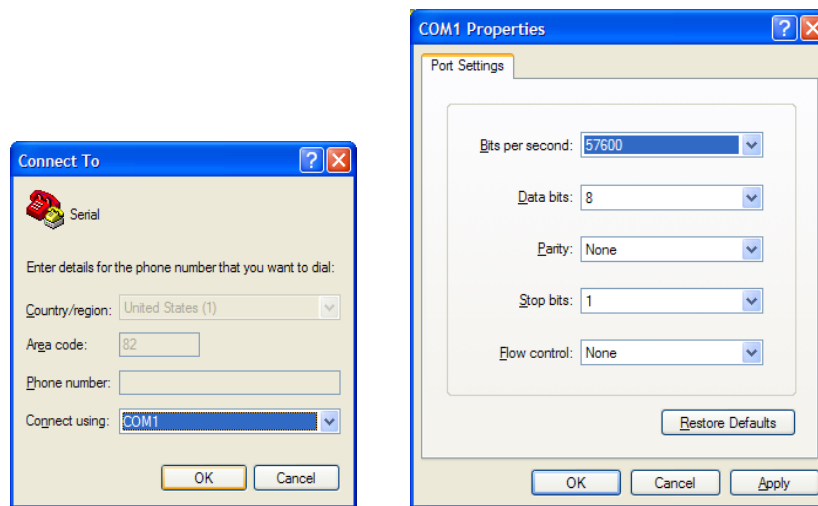 Connect To
Serial
Enter details for the phone number that you want to dial:
Country/region: United States (1)
Area code: 82
Phone number:
Connect using: COM1
OK Cancel
COM1 Properties
Port Settings
Bits per second: 57600
Data bits: 8
Parity: None
Stop bits: 1
Flow control: None
Restore Defaults
OK Cancel Apply